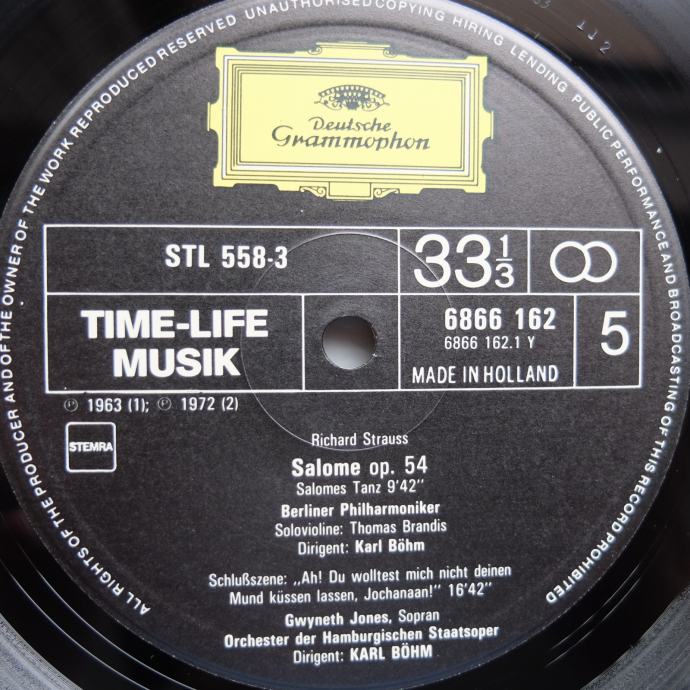 ALL RIGHTS OF THE PRODUCER AND OF THE OWNER OF THE WORK REPRODUCED RESERVED UNAUTHORISED COPYING HIRING LENDING PUBLIC PERFORMANCE AND BROADCASTING OF THIS RECORD PROHIBITED
Deutsche
Grammophon
STL 558-3
33 1/3
TIME-LIFE
MUSIK
6866 162
6866 162.1 Y
5
MADE IN HOLLAND
℗ 1963 (1); ℗ 1972 (2)
STEMRA
Richard Strauss
Salome op. 54
Salomes Tanz 9'42"
Berliner Philharmoniker
Solovioline: Thomas Brandis
Dirigent: Karl Böhm
Schlußszene: „Ah! Du wolltest mich nicht deinen
Mund küssen lassen, Jochanaan!" 16'42"
Gwyneth Jones, Sopran
Orchester der Hamburgischen Staatsoper
Dirigent: KARL BÖHM